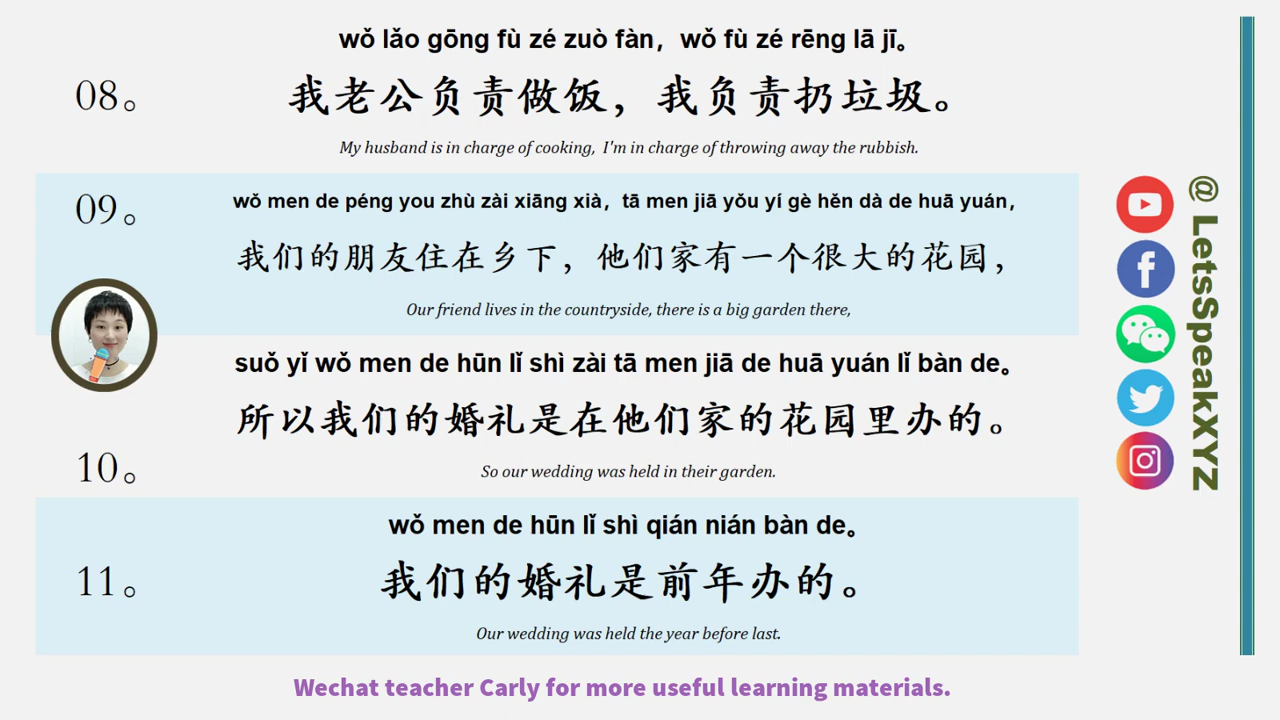 wǒ lǎo gōng fù zé zuò fàn, wǒ fù zé rēng lā jī。
08。
我老公负责做饭，我负责扔垃圾。
My husband is in charge of cooking, I'm in charge of throwing away the rubbish.
09。
wǒ men de péng you zhù zài xiāng xià, tā men jiā yǒu yí gè hěn dà de huā yuán,
我们的朋友住在乡下，他们家有一个很大的花园，
Our friend lives in the countryside, there is a big garden there,
suǒ yǐ wǒ men de hūn lǐ shì zài tā men jiā de huā yuán lǐ bàn de。
所以我们的婚礼是在他们家的花园里办的。
10。
So our wedding was held in their garden.
wǒ men de hūn lǐ shì qián nián bàn de。
11。
我们的婚礼是前年办的。
Our wedding was held the year before last.
Wechat teacher Carly for more useful learning materials.
@ LetsSpeakXYZ